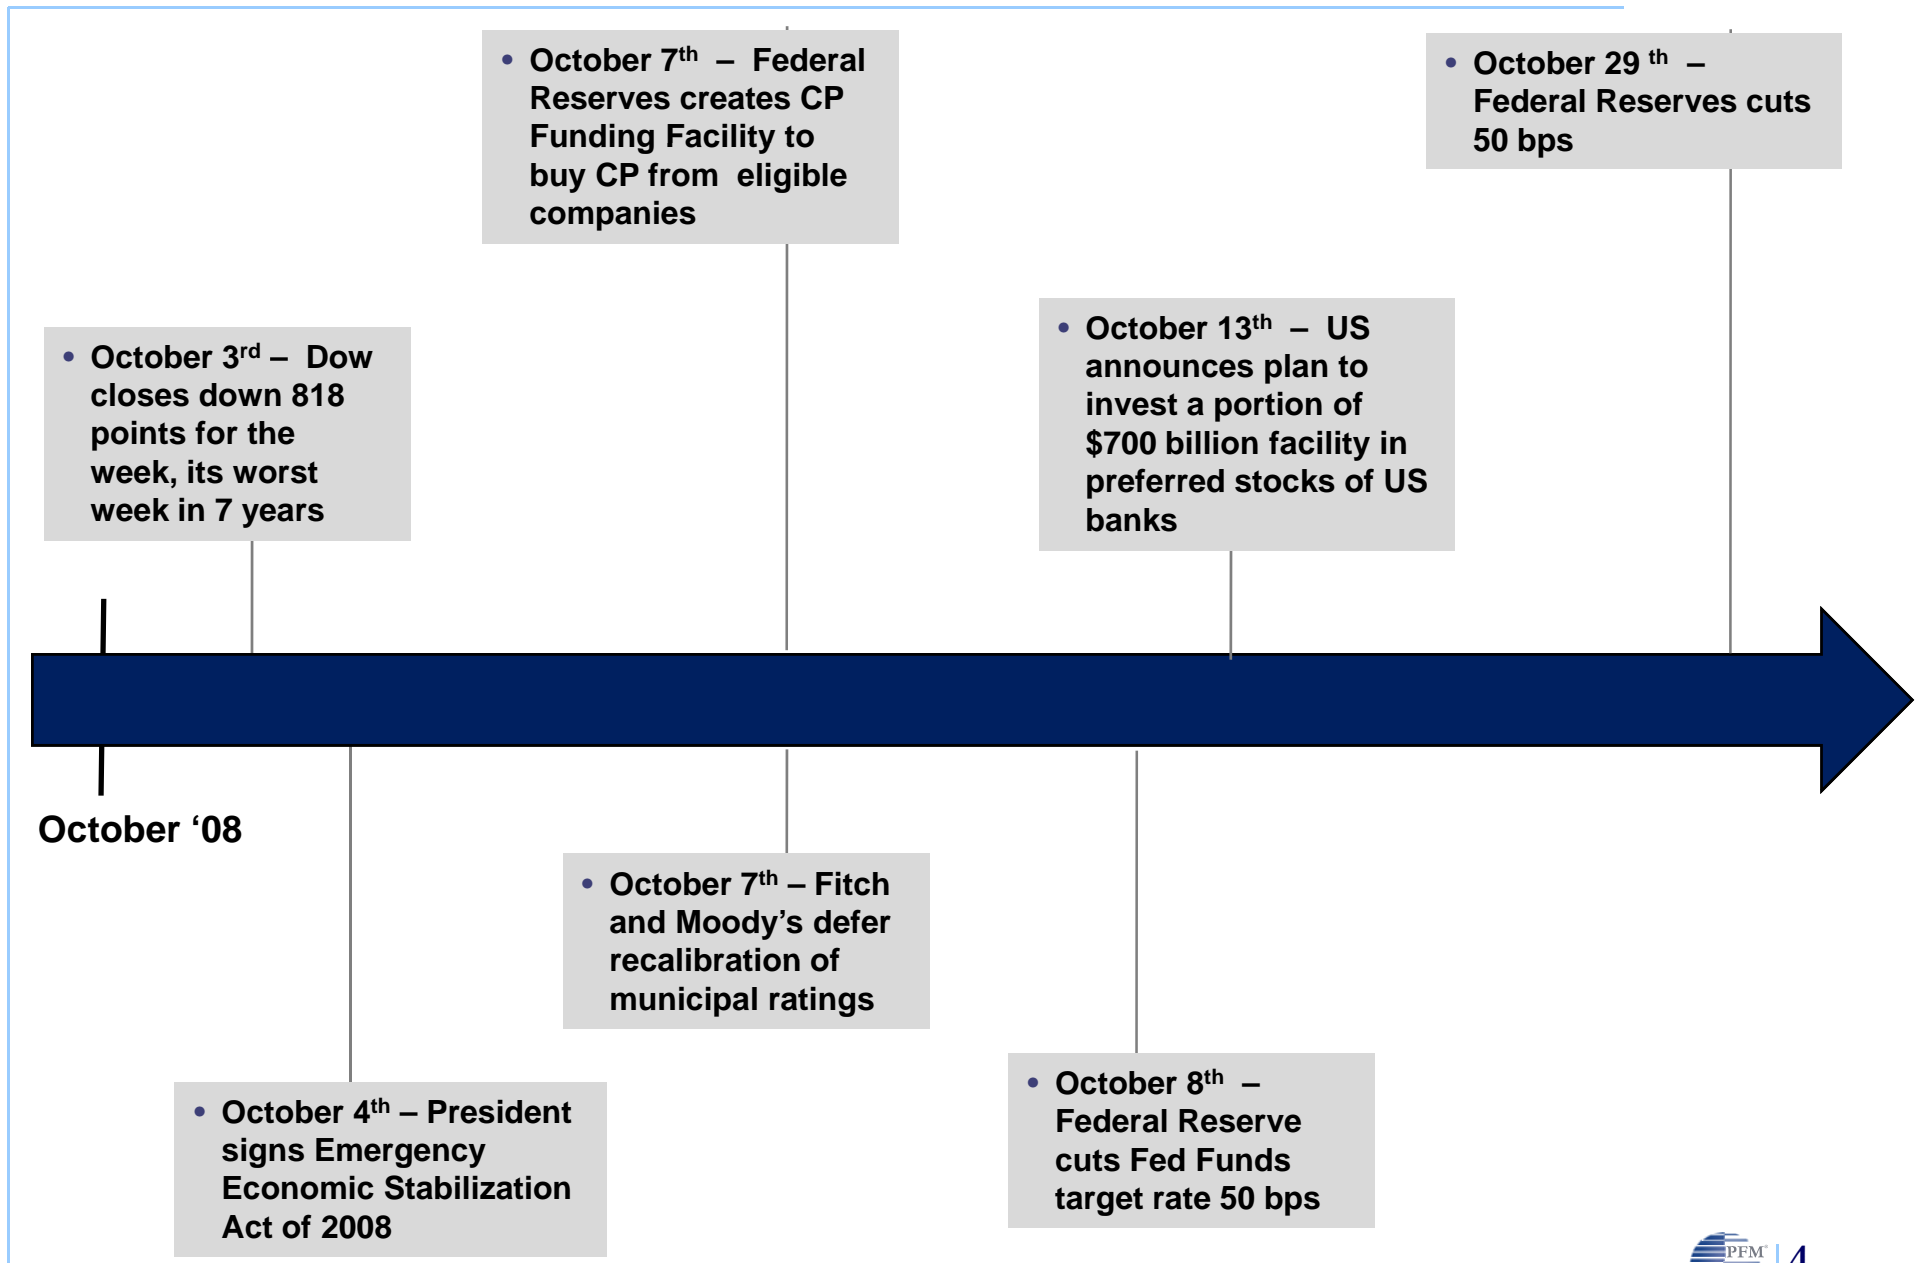 • October 7th – Federal
Reserves creates CP
Funding Facility to
buy CP from eligible
companies
• October 29 th –
Federal Reserves cuts
50 bps
• October 3rd – Dow
closes down 818
points for the
week, its worst
week in 7 years
• October 13th – US
announces plan to
invest a portion of
$700 billion facility in
preferred stocks of US
banks
October ‘08
• October 7th – Fitch
and Moody’s defer
recalibration of
municipal ratings
• October 4th – President
signs Emergency
Economic Stabilization
Act of 2008
• October 8th –
Federal Reserve
cuts Fed Funds
target rate 50 bps
PFM | 4